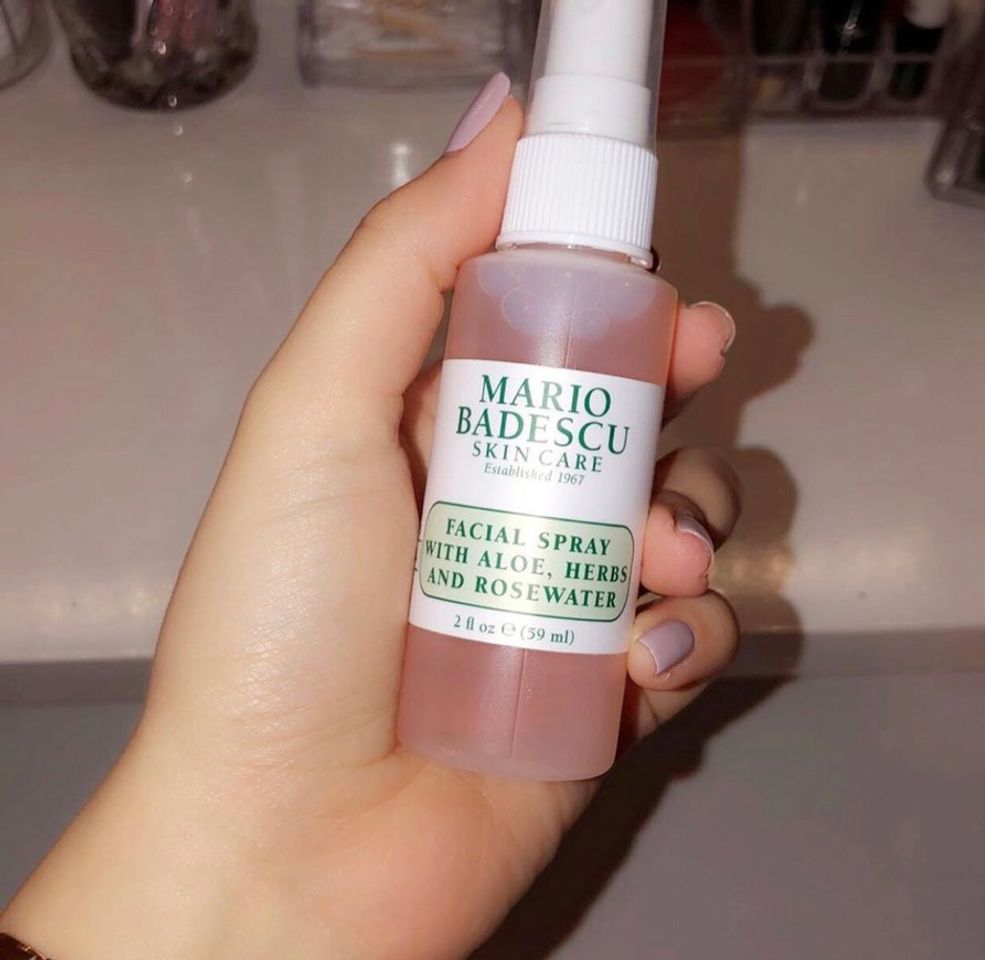 MARIO
BADESCU
SKIN CARE
Established 1967
FACIAL SPRAY
WITH ALOE, HERBS
AND ROSEWATER
2 fl oz ℮ (59 ml)